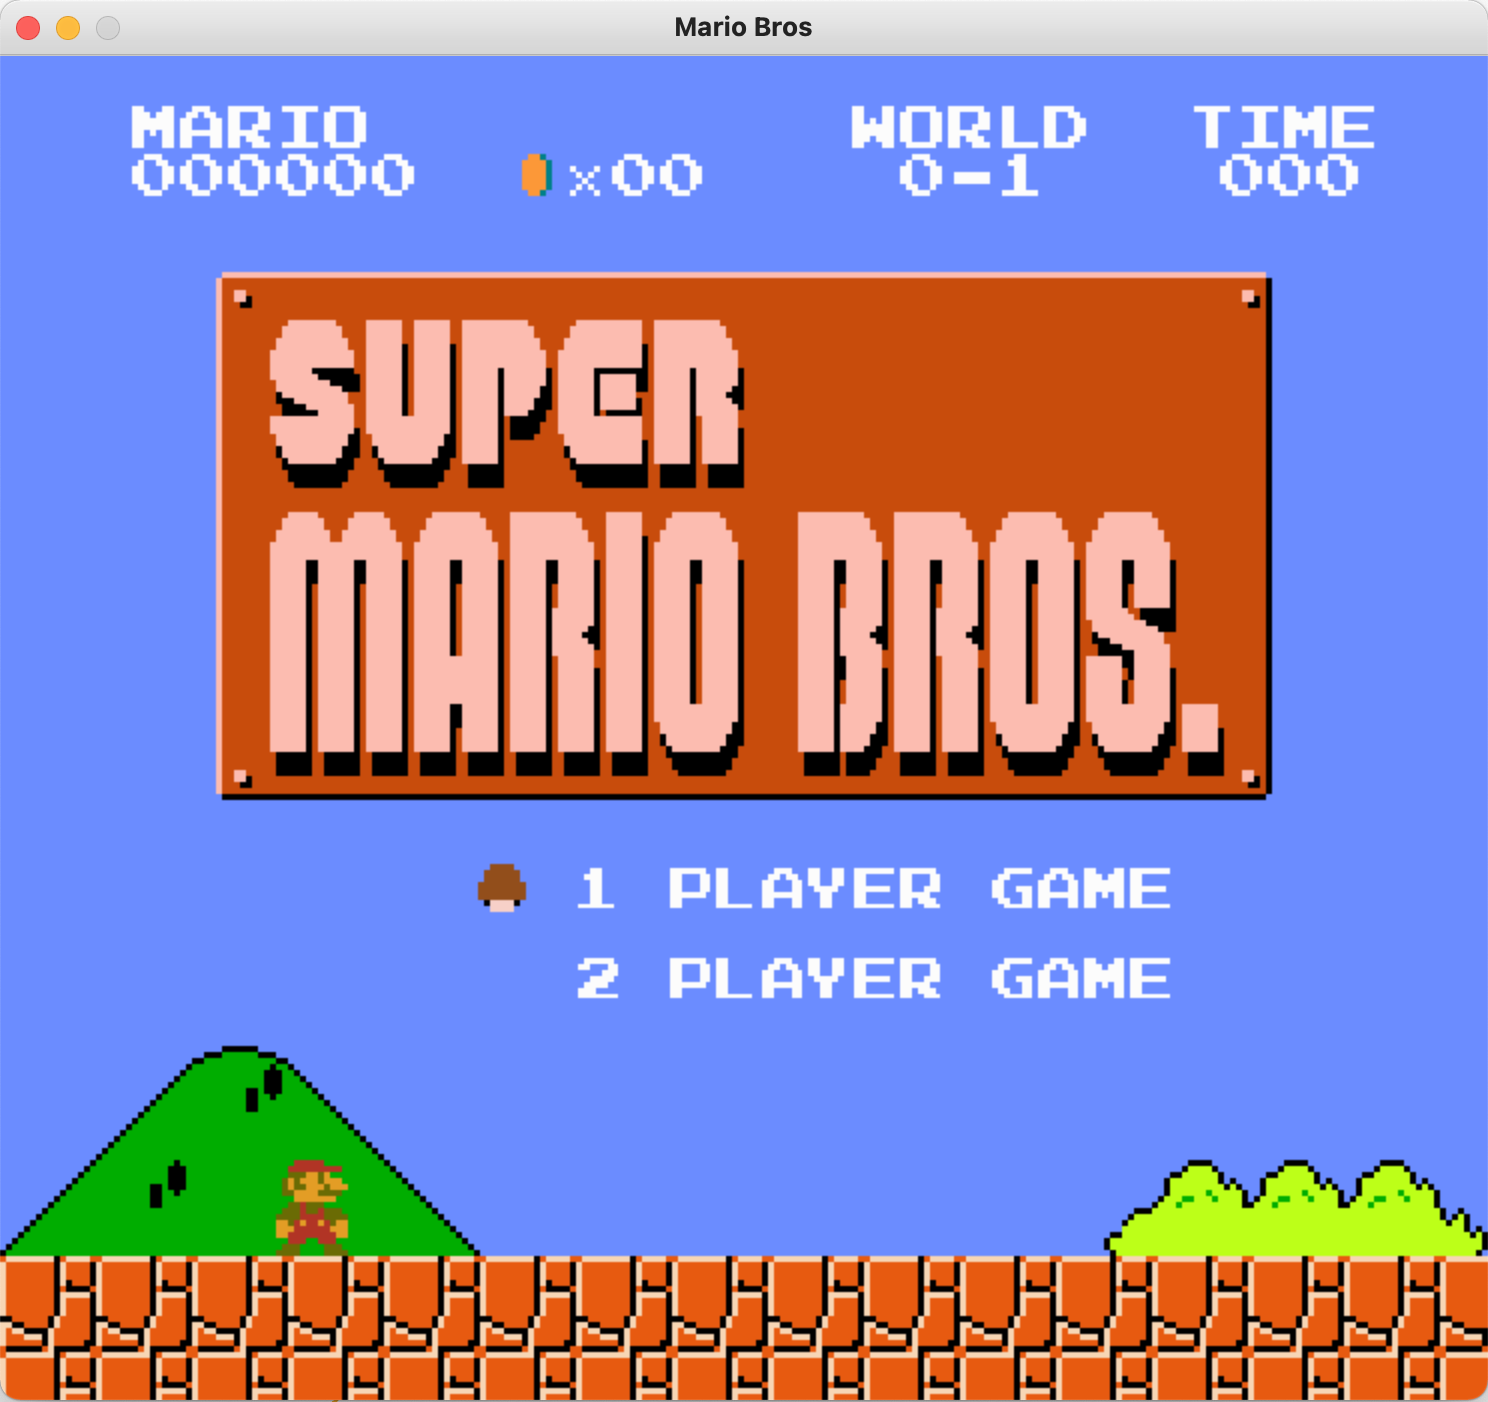 Mario Bros
MARIO WORLD TIME
000000 x00 0-1 000
SUPER
MARIO BROS.
1 PLAYER GAME
2 PLAYER GAME